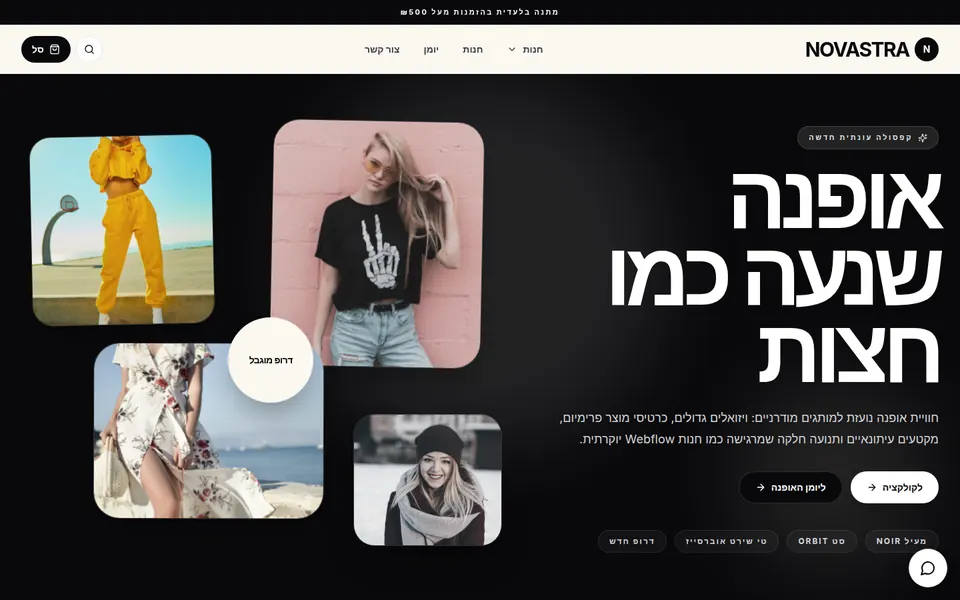 מתנה בלעדית בהזמנות מעל ₪500
N NOVASTRA
חנות
חנות
יומן
צור קשר
סל
קפסולה עונתית חדשה
אופנה
שנעה כמו
חצות
חוויית אופנה נועזת למותגים מודרניים: ויזואלים גדולים, כרטיסי מוצר פרימיום,
מקטעים עיתונאיים ותנועה חלקה שמרגישה כמו חנות Webflow יוקרתית.
לקולקציה
ליומן האופנה
מעיל NOIR
סט ORBIT
טי שירט אוברסייז
דרופ חדש
דרופ מוגבל